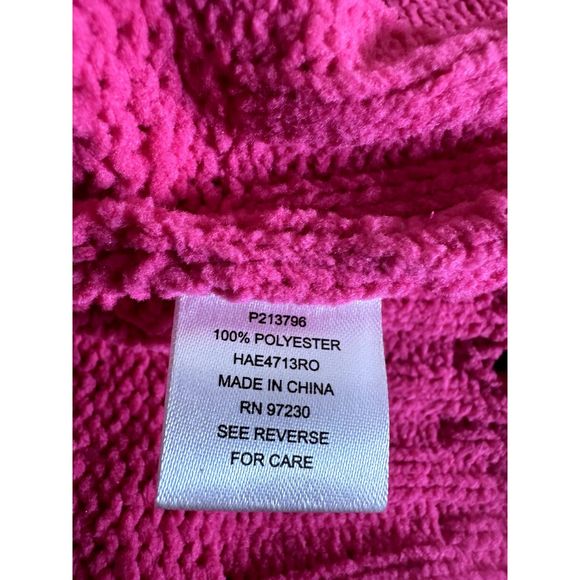 P213796
100% POLYESTER
HAE4713RO
MADE IN CHINA
RN 97230
SEE REVERSE
FOR CARE